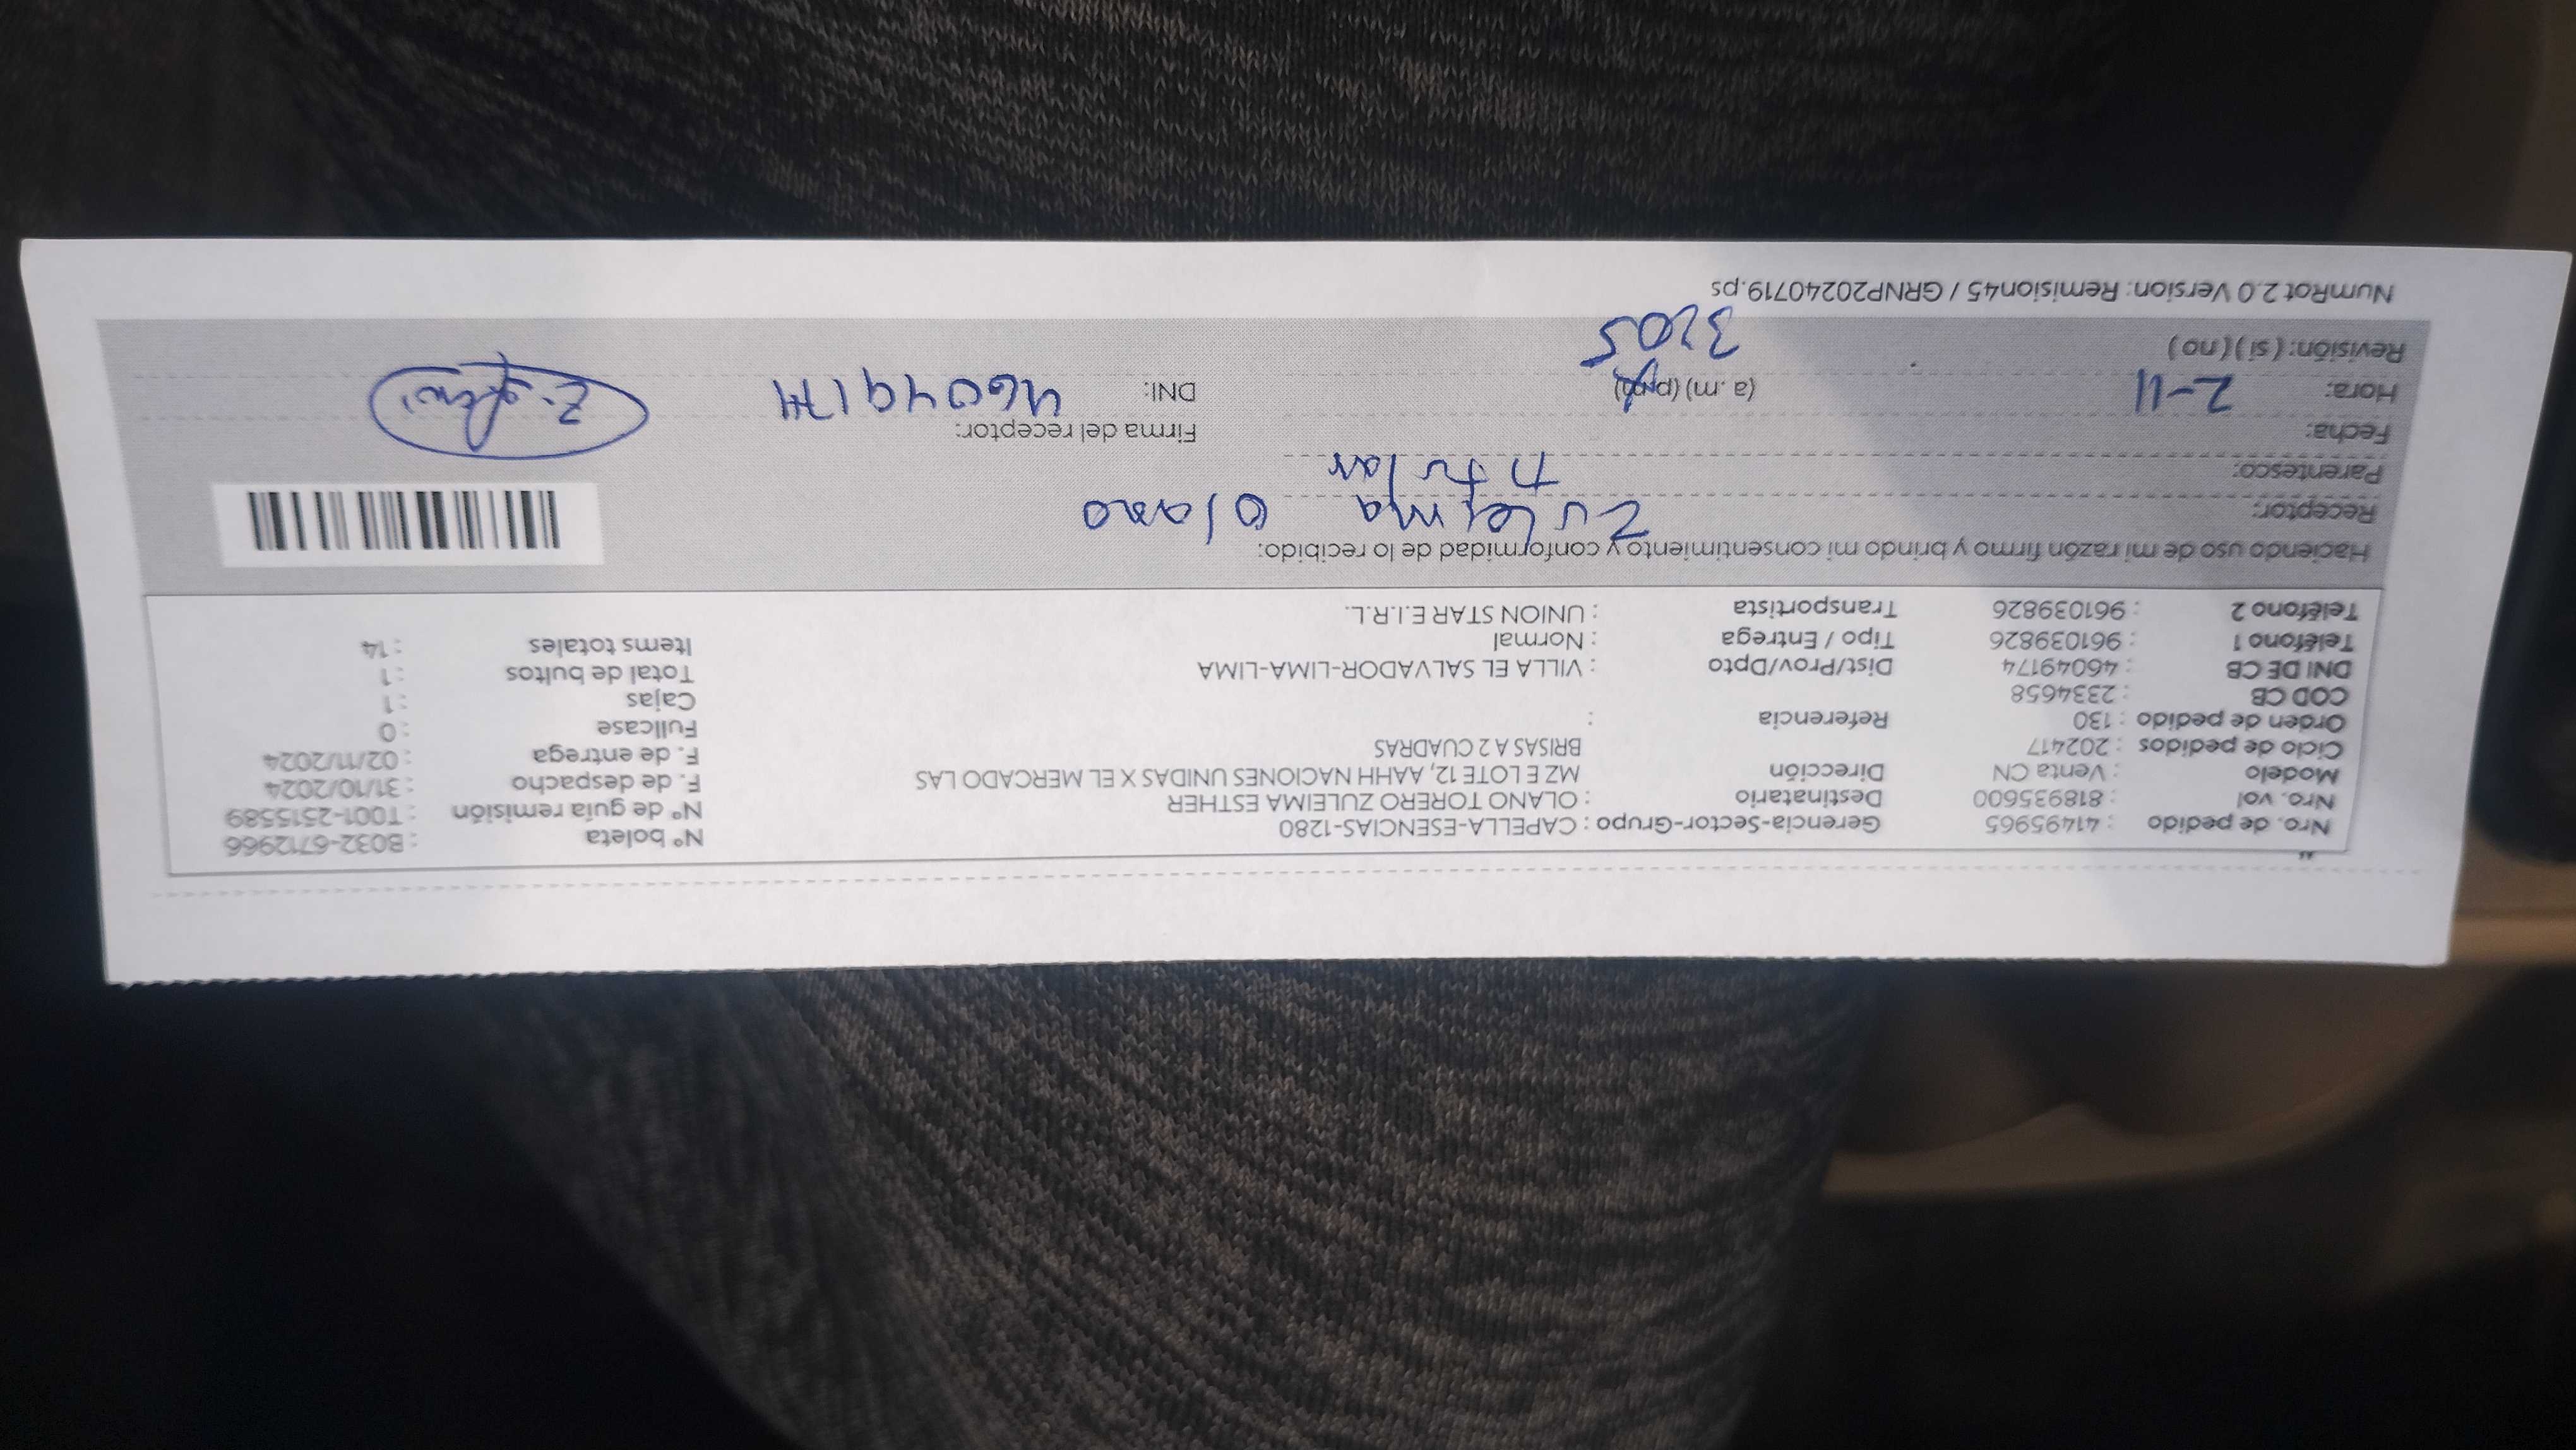 Nro. de pedido : 41495965 Gerencia-Sector-Grupo : CAPELLA-ESENCIAS-1280 N° boleta : B032-6712966
Nro. vol : 818935600 Destinatario : OLANO TORERO ZULEIMA ESTHER N° de guía remisión : T001-2515589
Modelo : Venta CN Dirección MZ E LOTE 12, AAHH NACIONES UNIDAS X EL MERCADO LAS F. de despacho : 31/10/2024
Ciclo de pedidos : 202417 BRISAS A 2 CUADRAS F. de entrega : 02/11/2024
Orden de pedido : 130 Referencia : Fullcase : 0
COD CB : 2334658 Cajas : 1
DNI DE CB : 46049174 Dist/Prov/Dpto : VILLA EL SALVADOR-LIMA-LIMA Total de bultos : 1
Teléfono 1 : 961039826 Tipo / Entrega : Normal Items totales : 14
Teléfono 2 : 961039826 Transportista : UNION STAR E.I.R.L.
Haciendo uso de mi razón firmo y brindo mi consentimiento y conformidad de lo recibido:
Receptor: Zuleima Olano
Parentesco: Titular
Fecha: Firma del receptor:
Hora: 2-11 (a.m) (p.m) DNI: 46049174
Revisión: (si) (no) 3205
NumRot 2.0 Version: Remision45 / GRNP20240719.ps